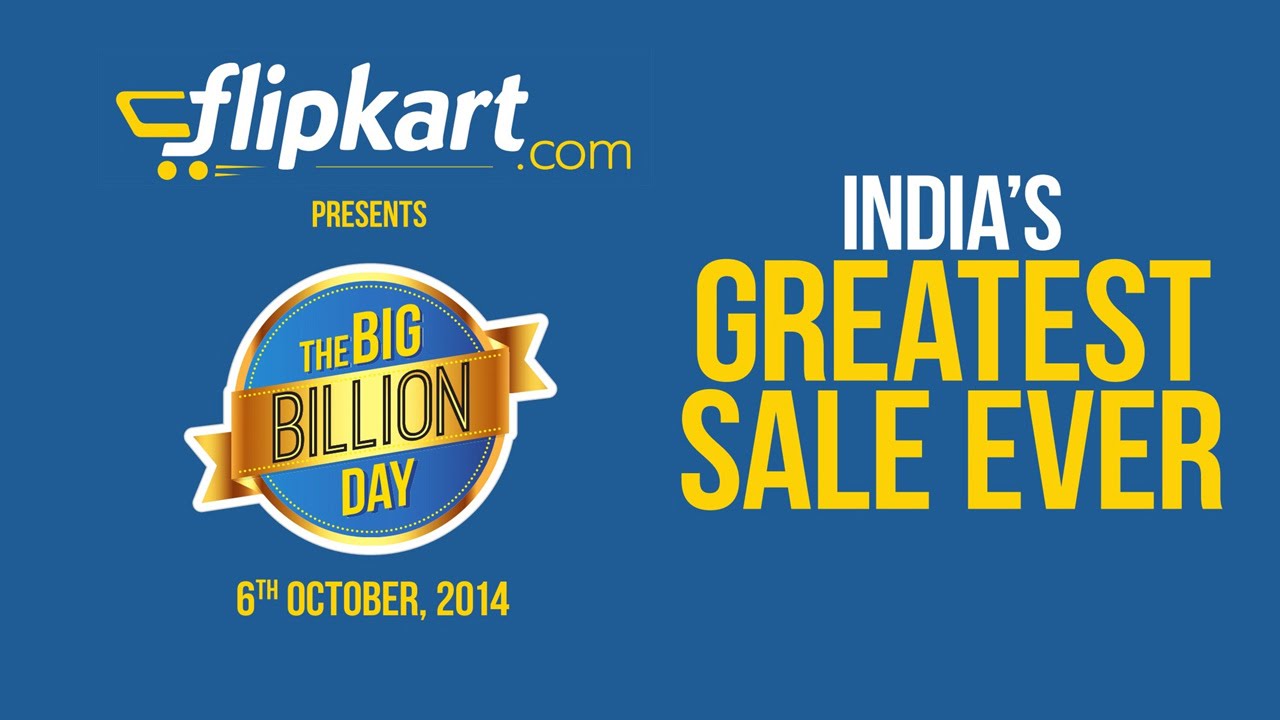 flipkart
.com
PRESENTS
THE BIG
BILLION
DAY
6TH OCTOBER, 2014
INDIA'S
GREATEST
SALE EVER